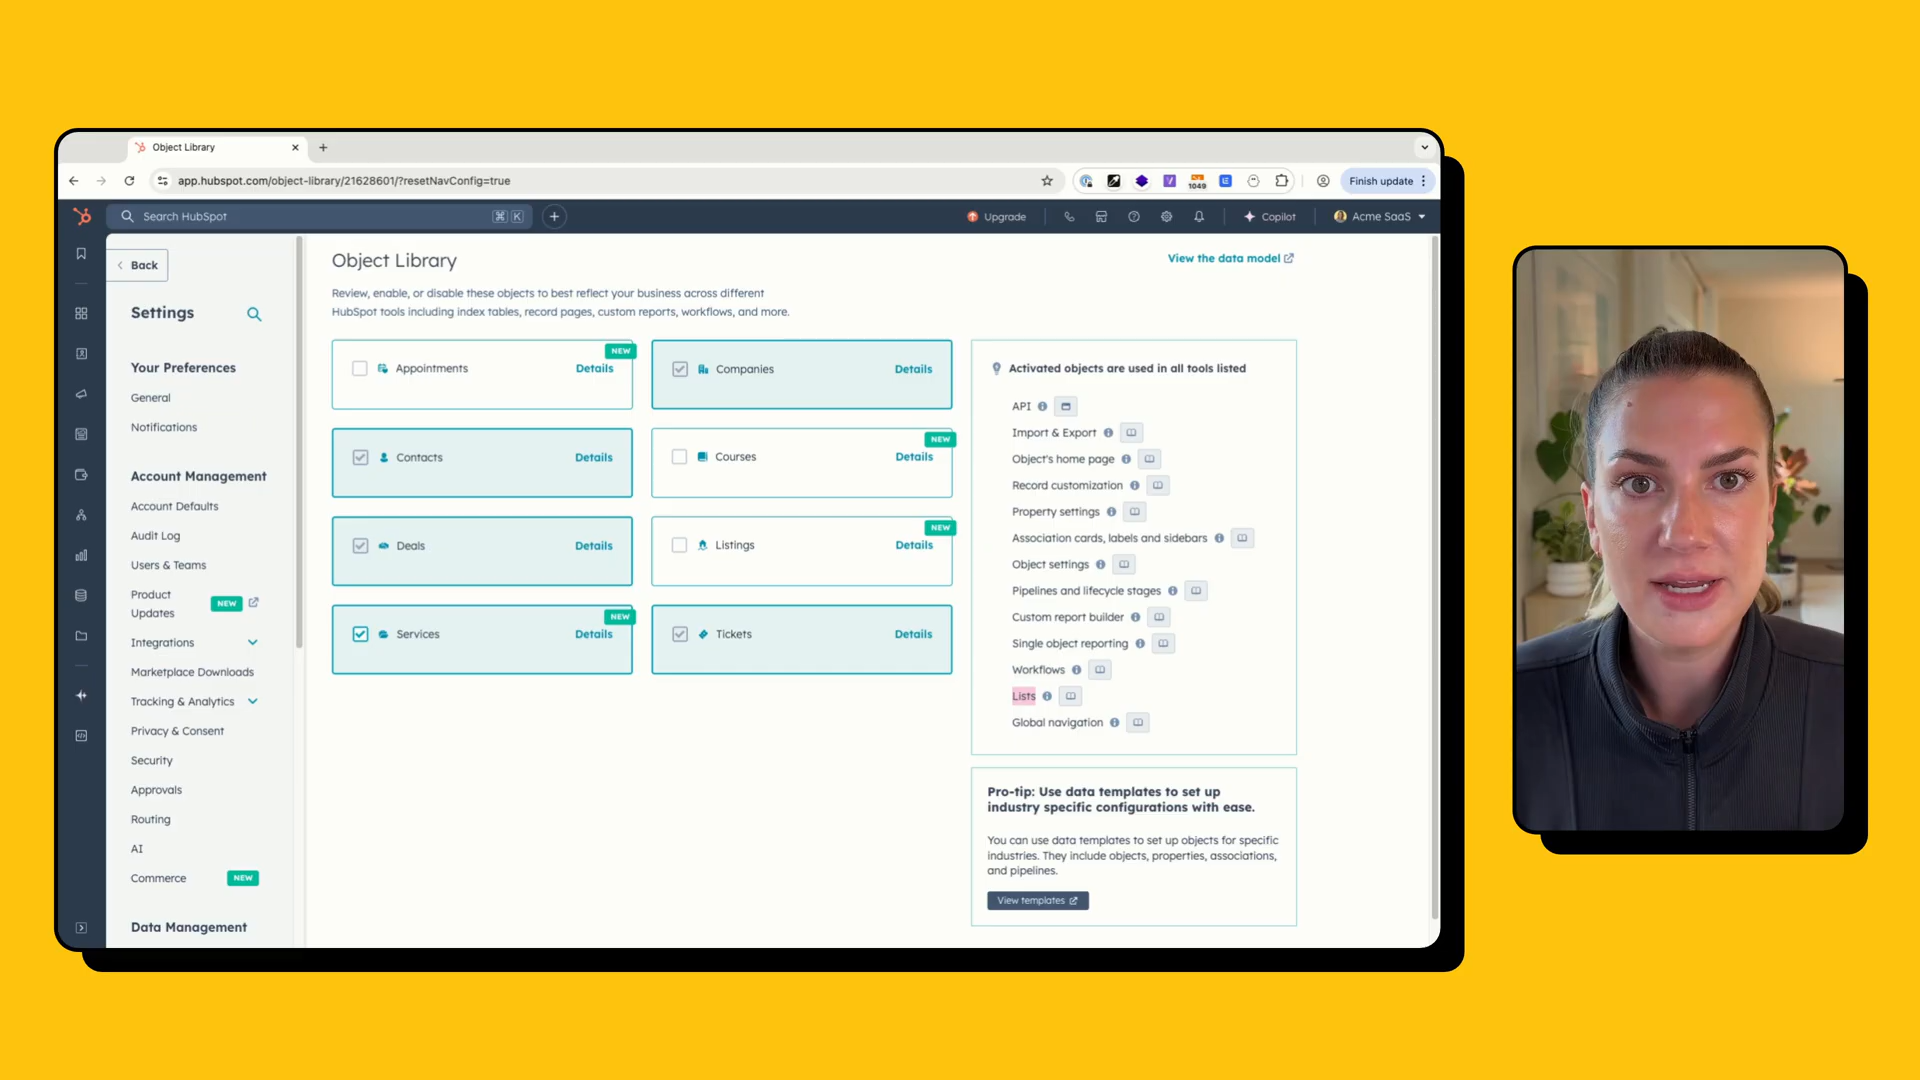 Object Library
app.hubspot.com/object-library/21628601/?resetNavConfig=true
1049
Finish update
Search HubSpot
⌘ K
Upgrade
Copilot
Acme SaaS
Back
Settings
Your Preferences
General
Notifications
Account Management
Account Defaults
Audit Log
Users & Teams
Product
Updates
NEW
Integrations
Marketplace Downloads
Tracking & Analytics
Privacy & Consent
Security
Approvals
Routing
AI
Commerce
NEW
Data Management
Object Library
View the data model
Review, enable, or disable these objects to best reflect your business across different
HubSpot tools including index tables, record pages, custom reports, workflows, and more.
NEW
Appointments
Details
Companies
Details
Contacts
Details
NEW
Courses
Details
Deals
Details
NEW
Listings
Details
NEW
Services
Details
Tickets
Details
Activated objects are used in all tools listed
API
Import & Export
Object's home page
Record customization
Property settings
Association cards, labels and sidebars
Object settings
Pipelines and lifecycle stages
Custom report builder
Single object reporting
Workflows
Lists
Global navigation
Pro-tip: Use data templates to set up
industry specific configurations with ease.
You can use data templates to set up objects for specific
industries. They include objects, properties, associations,
and pipelines.
View templates